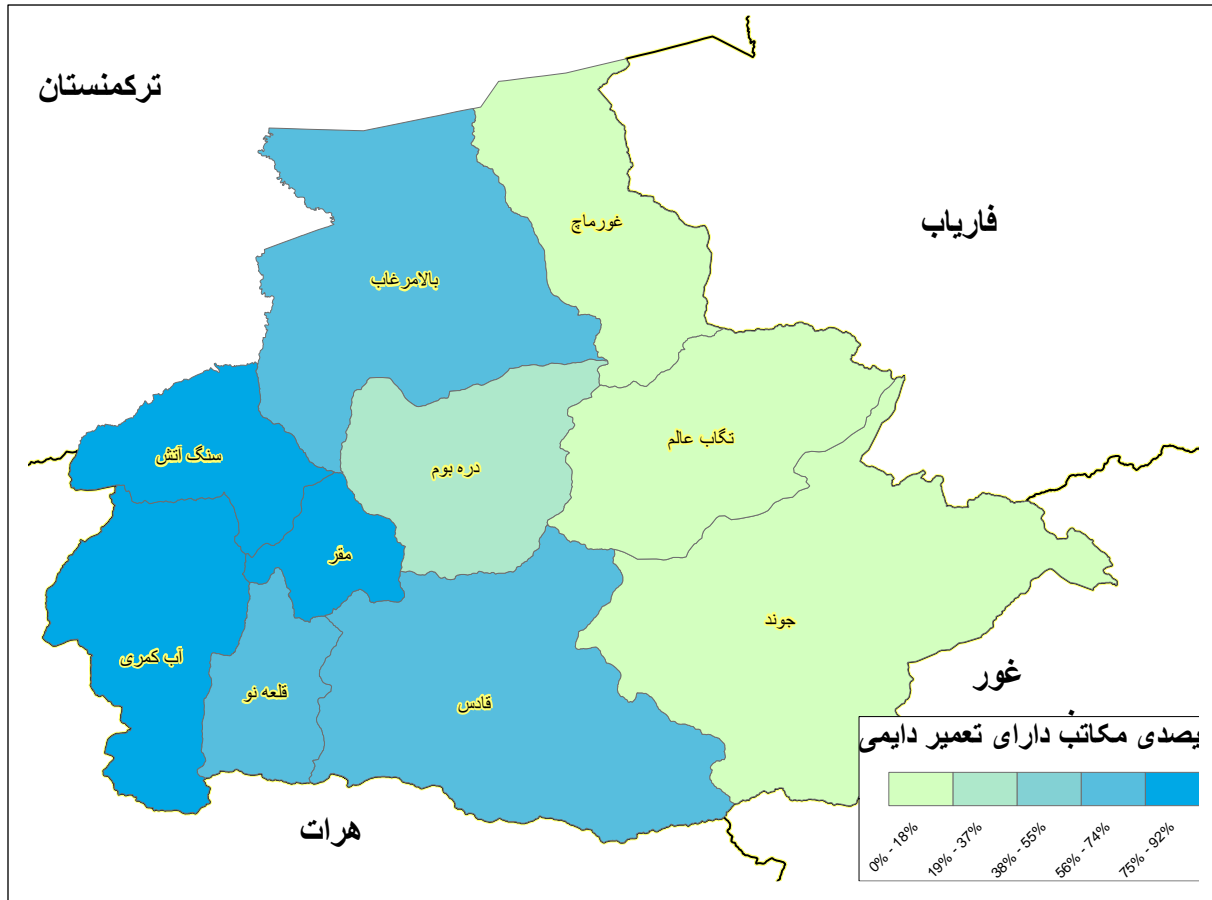 ترکمنستان
فاریاب
غورماچ
بالامرغاب
تگاب عالم
سنگ آتش
دره بوم
مقر
جوند
آب کمری
قلعه نو
قادس
غور
هرات
یصدی مکاتب دارای تعمیر دایمی
0% - 18%
19% - 37%
38% - 55%
56% - 74%
75% - 92%